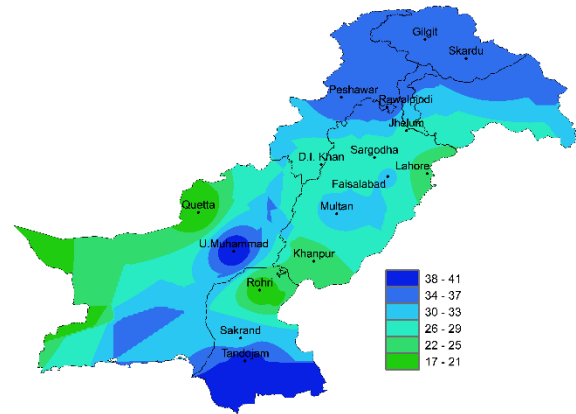 Gilgit
Skardu
Peshawar
Rawalpindi
Jhelum
Sargodha
D.I. Khan
Lahore
Faisalabad
Quetta
Multan
U.Muhammad
Khanpur
Rohri
Sakrand
Tandojam
38 - 41
34 - 37
30 - 33
26 - 29
22 - 25
17 - 21